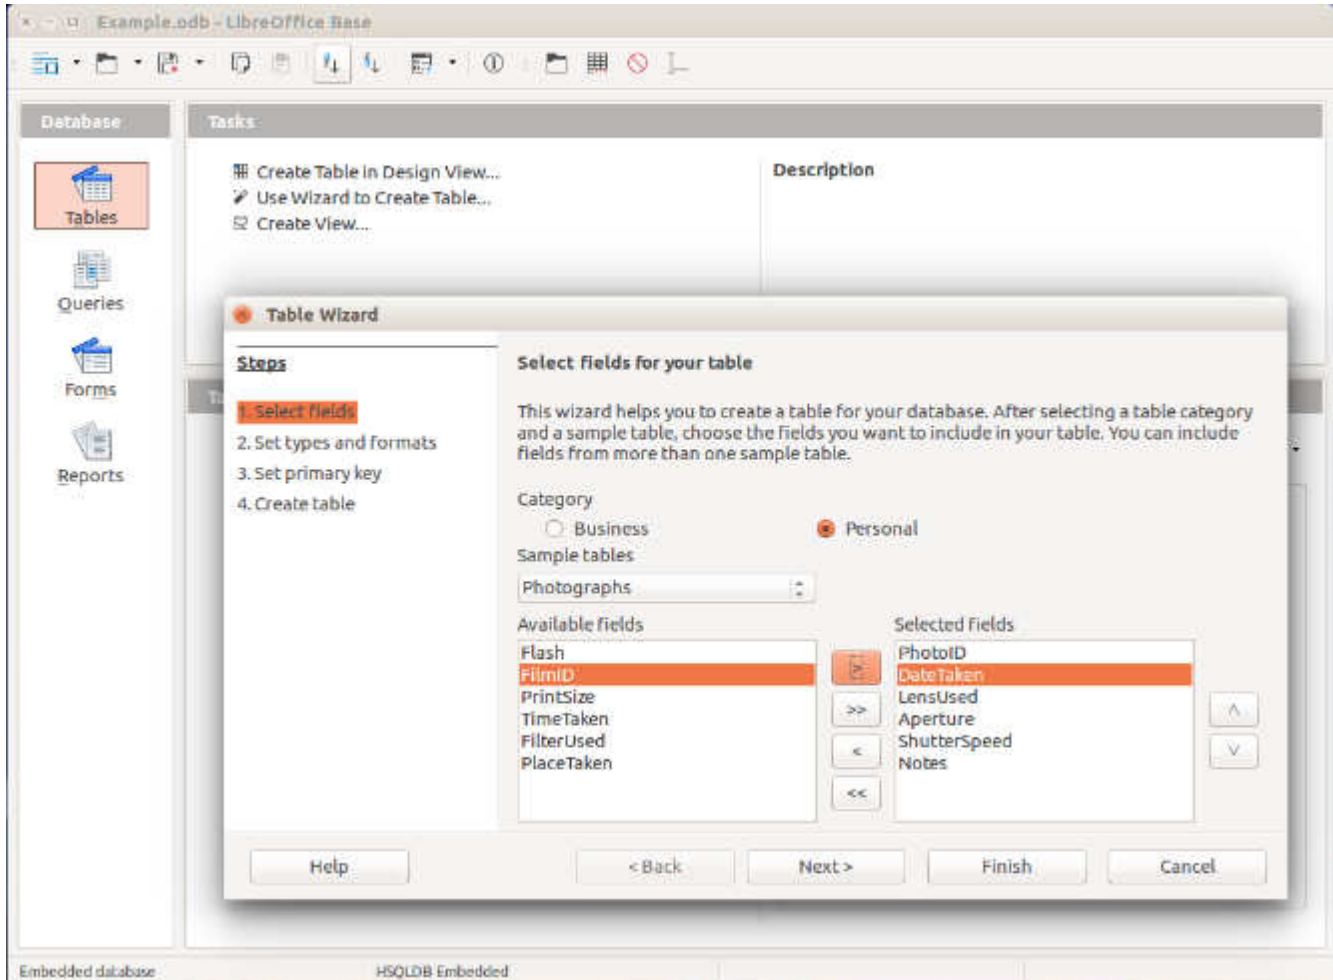 Example.odb - LibreOffice Base
Database
Tasks
Tables
Queries
Forms
Reports
Create Table in Design View...
Use Wizard to Create Table...
Create View...
Description
Table Wizard
Steps
1. Select fields
2. Set types and formats
3. Set primary key
4. Create table
Select fields for your table
This wizard helps you to create a table for your database. After selecting a table category
and a sample table, choose the fields you want to include in your table. You can include
fields from more than one sample table.
Category
Business
Personal
Sample tables
Photographs
Available fields
Flash
FilmID
PrintSize
TimeTaken
FilterUsed
PlaceTaken
>
>>
<
<<
Selected fields
PhotoID
DateTaken
LensUsed
Aperture
ShutterSpeed
Notes
Help
< Back
Next >
Finish
Cancel
Embedded database
HSQLDB Embedded